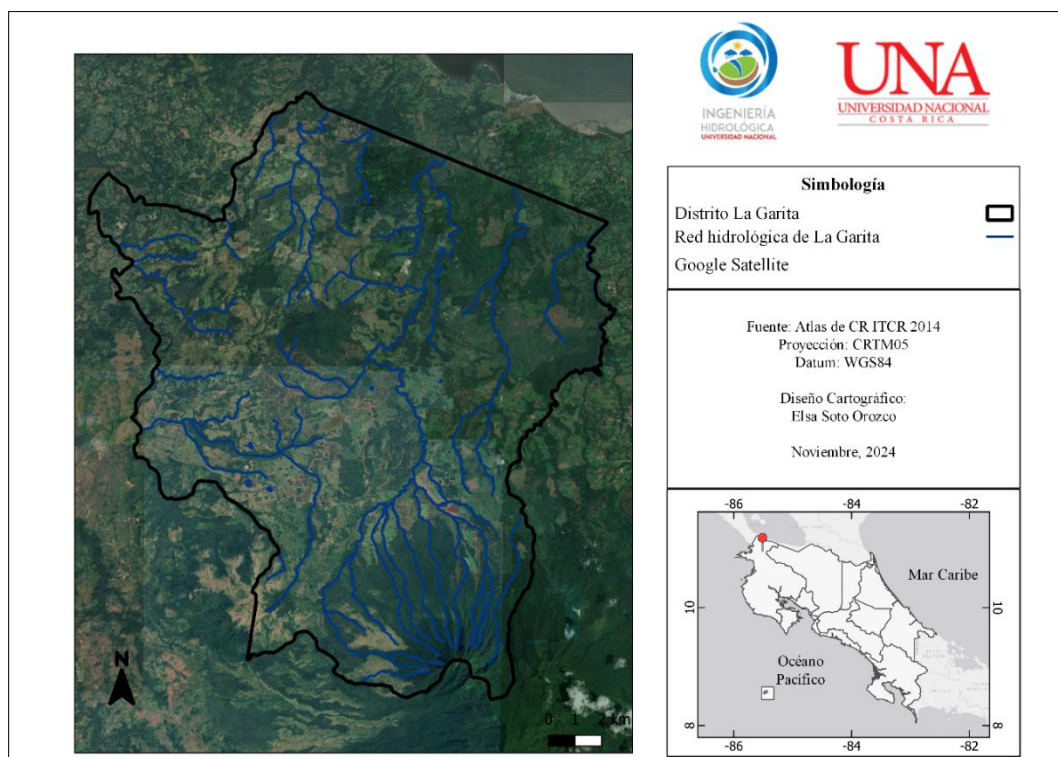 INGENIERÍA
HIDROLÓGICA
UNIVERSIDAD NACIONAL
UNA
UNIVERSIDAD NACIONAL
COSTA RICA
Simbología
Distrito La Garita
Red hidrológica de La Garita
Google Satellite
Fuente: Atlas de CR ITCR 2014
Proyección: CRTM05
Datum: WGS84
Diseño Cartográfico:
Elsa Soto Orozco
Noviembre, 2024
N
0 1 2 km
-86 -84 -82
Mar Caribe
10 10
Océano
Pacífico
8 8
-86 -84 -82